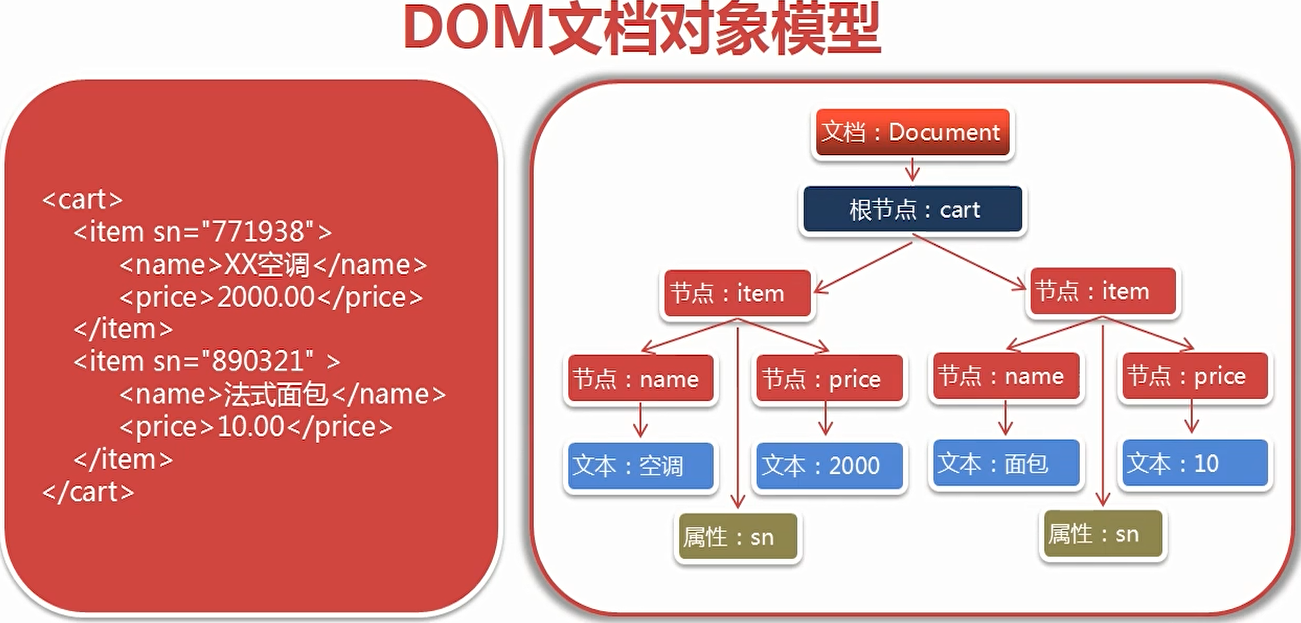 DOM文档对象模型
<cart>
<item sn="771938">
<name>XX空调</name>
<price>2000.00</price>
</item>
<item sn="890321" >
<name>法式面包</name>
<price>10.00</price>
</item>
</cart>
文档：Document
根节点：cart
节点：item
节点：item
节点：name
节点：price
节点：name
节点：price
文本：空调
文本：2000
文本：面包
文本：10
属性：sn
属性：sn